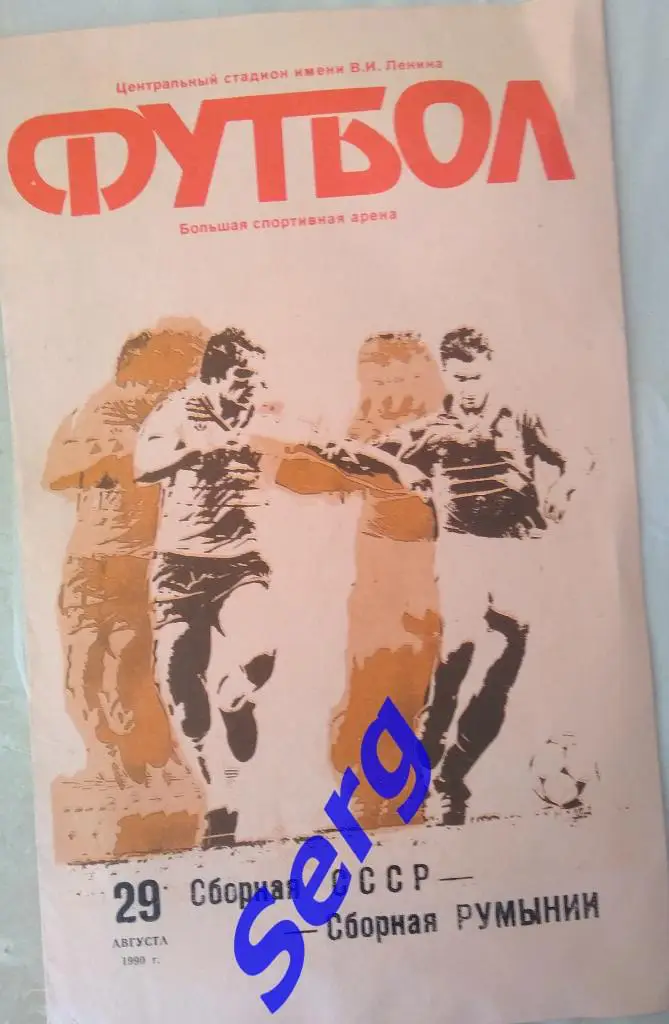 Центральный стадион имени В.И. Ленина
ФУТБОЛ
Большая спортивная арена
29 Сборная СССР —
АВГУСТА — Сборная РУМЫНИИ
1990 г.
serg